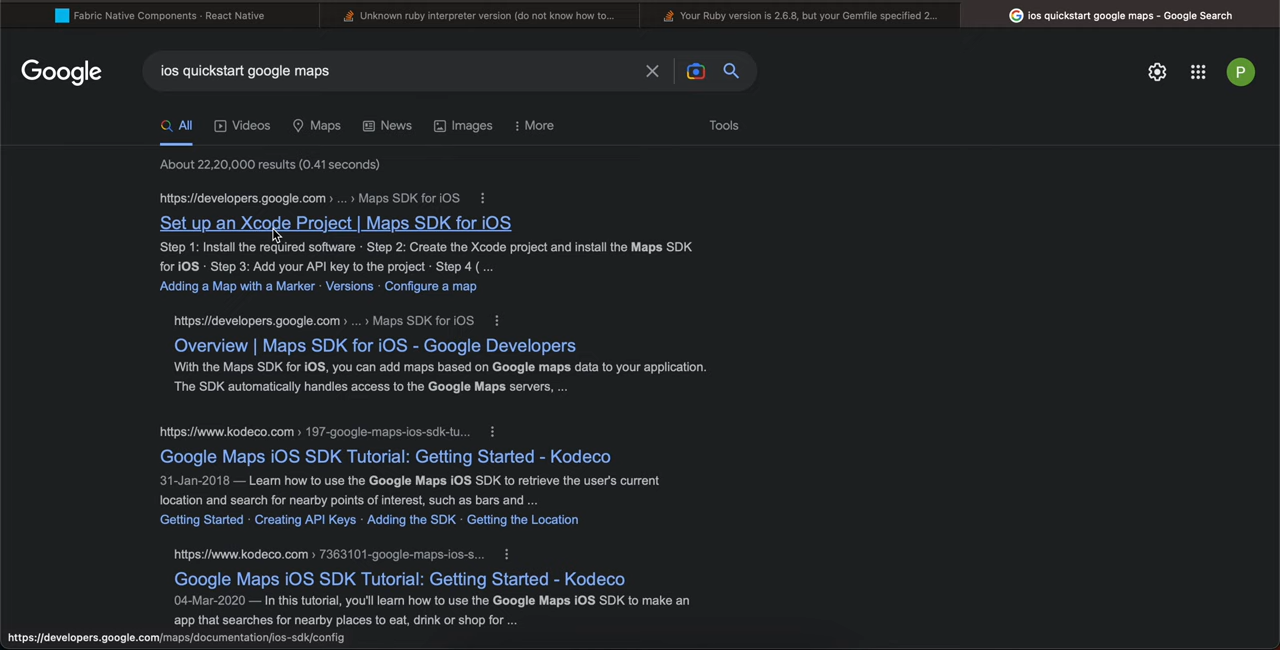 Fabric Native Components · React Native
Unknown ruby interpreter version (do not know how to...
Your Ruby version is 2.6.8, but your Gemfile specified 2...
ios quickstart google maps - Google Search
Google
ios quickstart google maps
P
All
Videos
Maps
News
Images
More
Tools
About 22,20,000 results (0.41 seconds)
https://developers.google.com › ... › Maps SDK for iOS
Set up an Xcode Project | Maps SDK for iOS
Step 1: Install the required software · Step 2: Create the Xcode project and install the Maps SDK
for iOS · Step 3: Add your API key to the project · Step 4 ( ...
Adding a Map with a Marker · Versions · Configure a map
https://developers.google.com › ... › Maps SDK for iOS
Overview | Maps SDK for iOS - Google Developers
With the Maps SDK for iOS, you can add maps based on Google maps data to your application.
The SDK automatically handles access to the Google Maps servers, ...
https://www.kodeco.com › 197-google-maps-ios-sdk-tu...
Google Maps iOS SDK Tutorial: Getting Started - Kodeco
31-Jan-2018 — Learn how to use the Google Maps iOS SDK to retrieve the user's current
location and search for nearby points of interest, such as bars and ...
Getting Started · Creating API Keys · Adding the SDK · Getting the Location
https://www.kodeco.com › 7363101-google-maps-ios-s...
Google Maps iOS SDK Tutorial: Getting Started - Kodeco
04-Mar-2020 — In this tutorial, you'll learn how to use the Google Maps iOS SDK to make an
app that searches for nearby places to eat, drink or shop for ...
https://developers.google.com/maps/documentation/ios-sdk/config